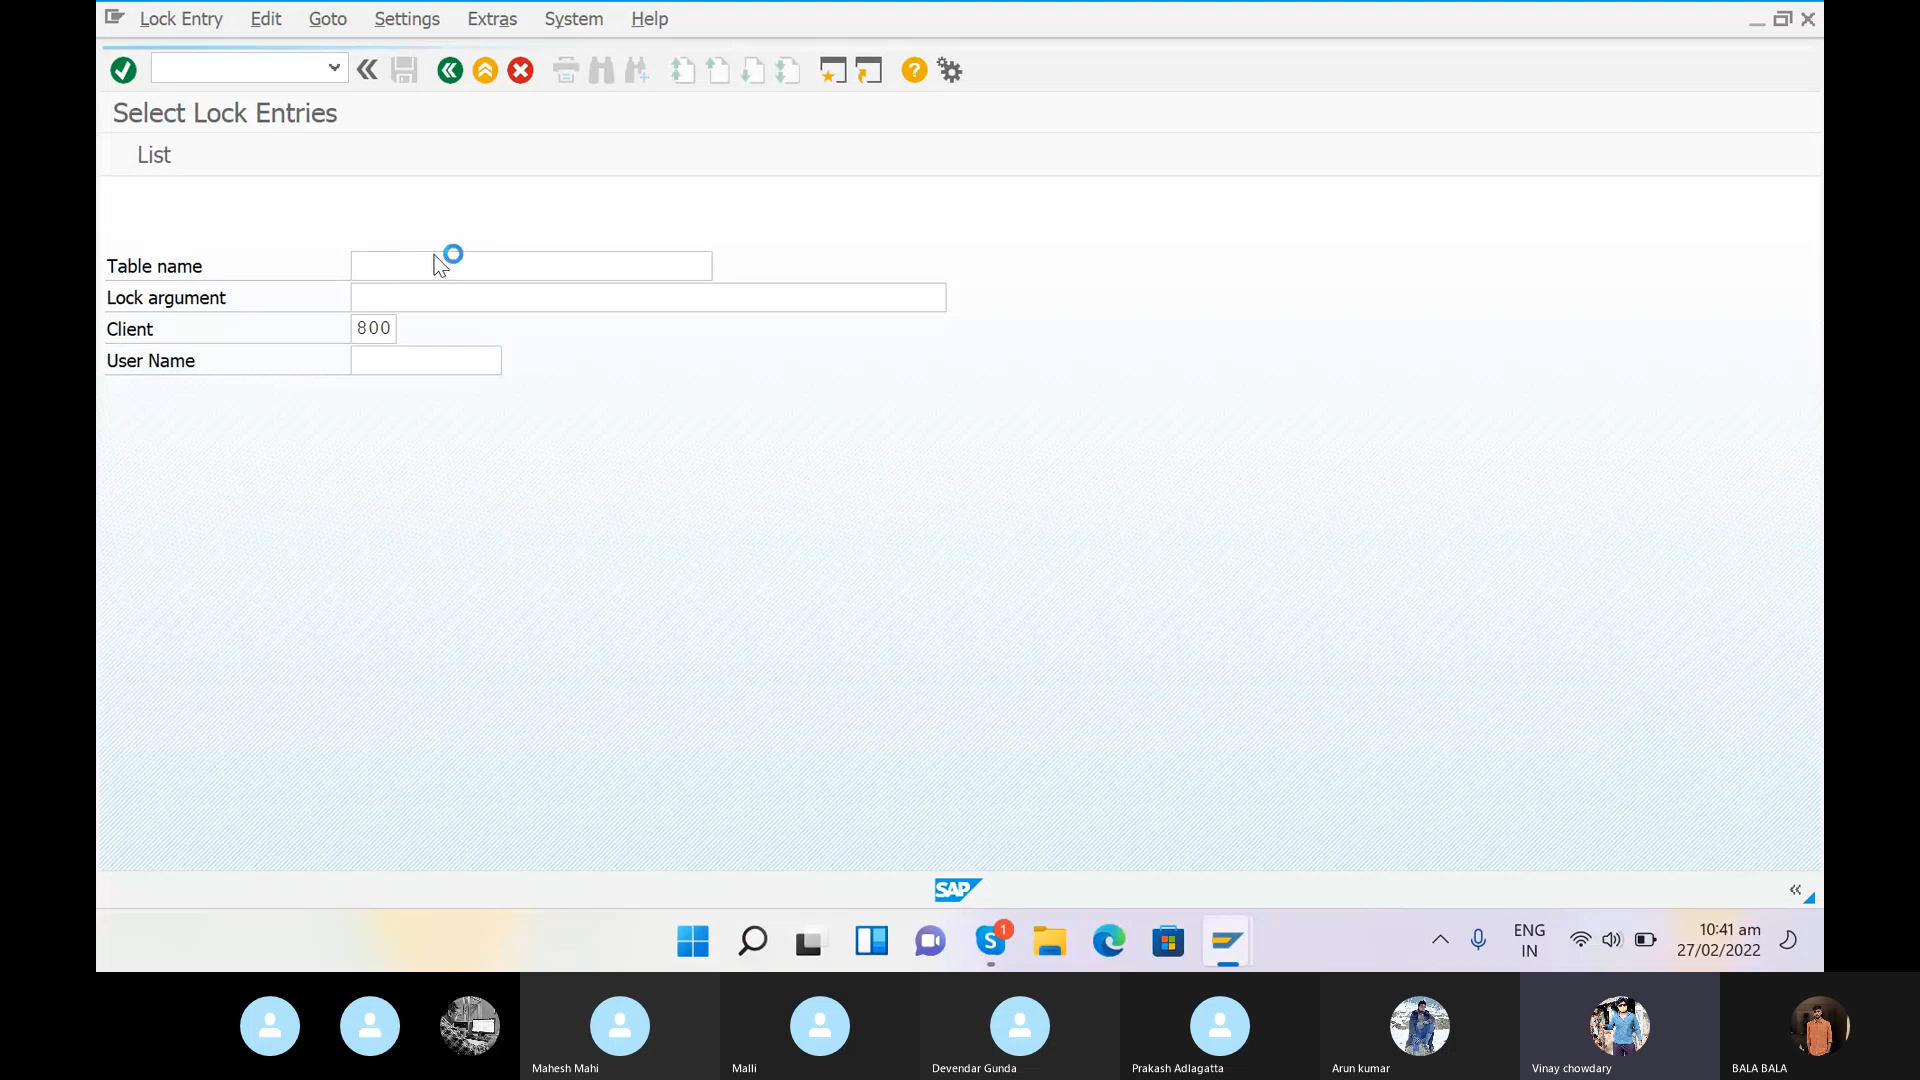 Lock Entry Edit Goto Settings Extras System Help
Select Lock Entries
List
Table name
Lock argument
Client 800
User Name
SAP
S 1
ENG
IN
10:41 am
27/02/2022
Mahesh Mahi Malli Devendar Gunda Prakash Adlagatta Arun kumar Vinay chowdary BALA BALA